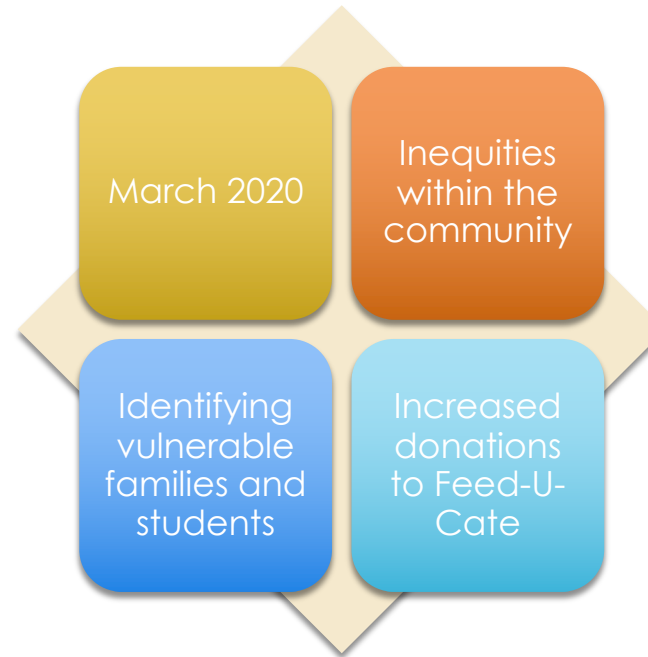 March 2020
Inequities
within the
community
Identifying
vulnerable
families and
students
Increased
donations
to Feed-U-
Cate